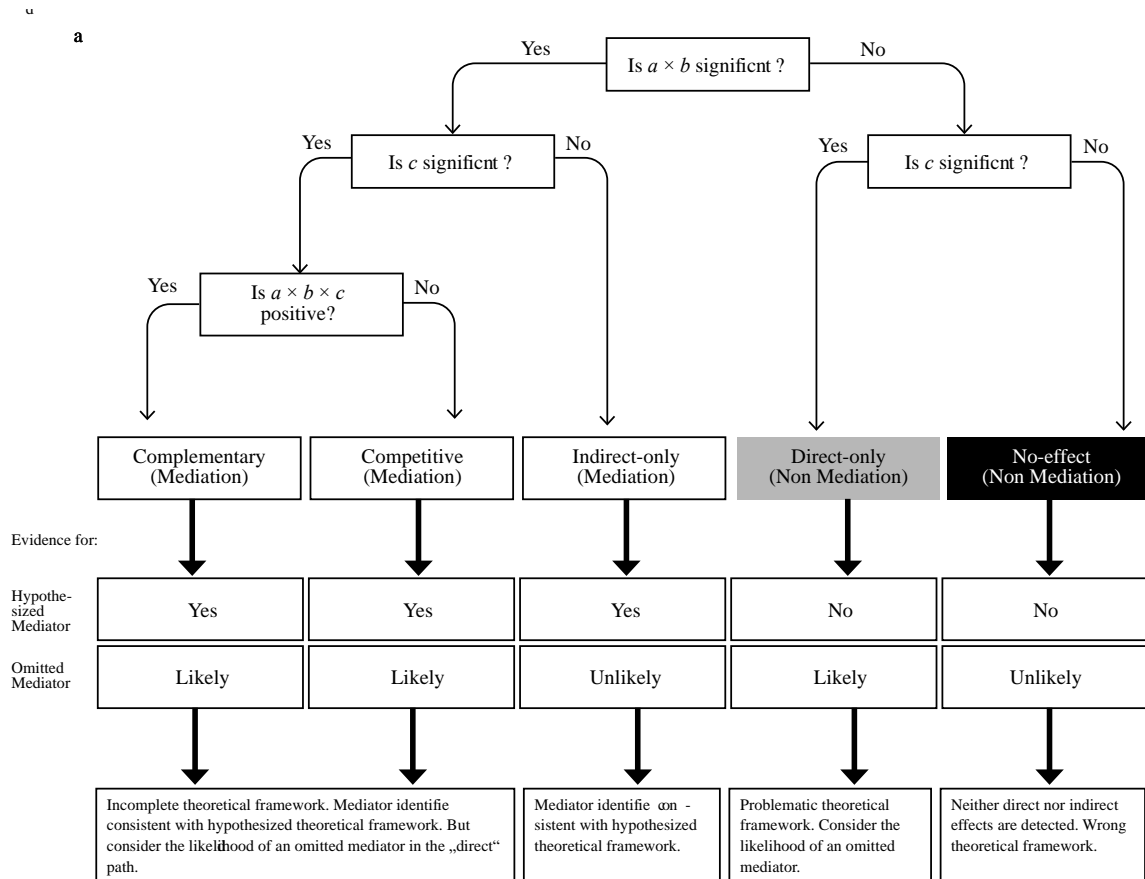 a
Yes
No
Is a × b significnt ?
Yes
No
Is c significnt ?
Yes
No
Is c significnt ?
Yes
No
Is a × b × c
positive?
Complementary
(Mediation)
Competitive
(Mediation)
Indirect-only
(Mediation)
Direct-only
(Non Mediation)
No-effect
(Non Mediation)
Evidence for:
Hypothe-
sized
Mediator
Yes
Yes
Yes
No
No
Omitted
Mediator
Likely
Likely
Unlikely
Likely
Unlikely
Incomplete theoretical framework. Mediator identifie
consistent with hypothesized theoretical framework. But
consider the likelihood of an omitted mediator in the „direct“
path.
Mediator identifie con -
sistent with hypothesized
theoretical framework.
Problematic theoretical
framework. Consider the
likelihood of an omitted
mediator.
Neither direct nor indirect
effects are detected. Wrong
theoretical framework.